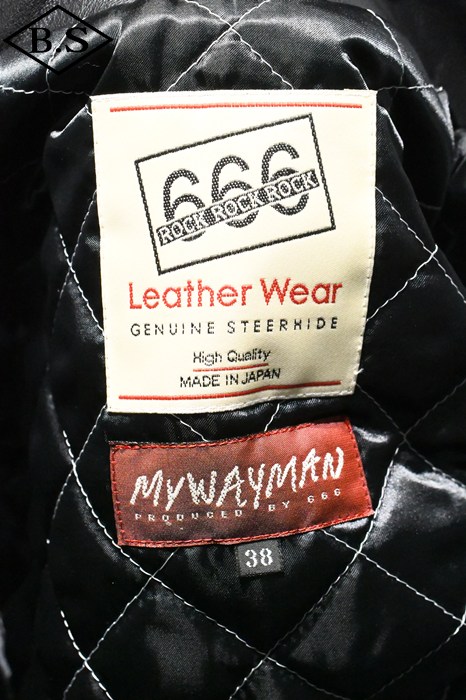 B.S
666
ROCK ROCK ROCK
Leather Wear
GENUINE STEERHIDE
High Quality
MADE IN JAPAN
MYWAYMAN
PRODUCED BY 666
38